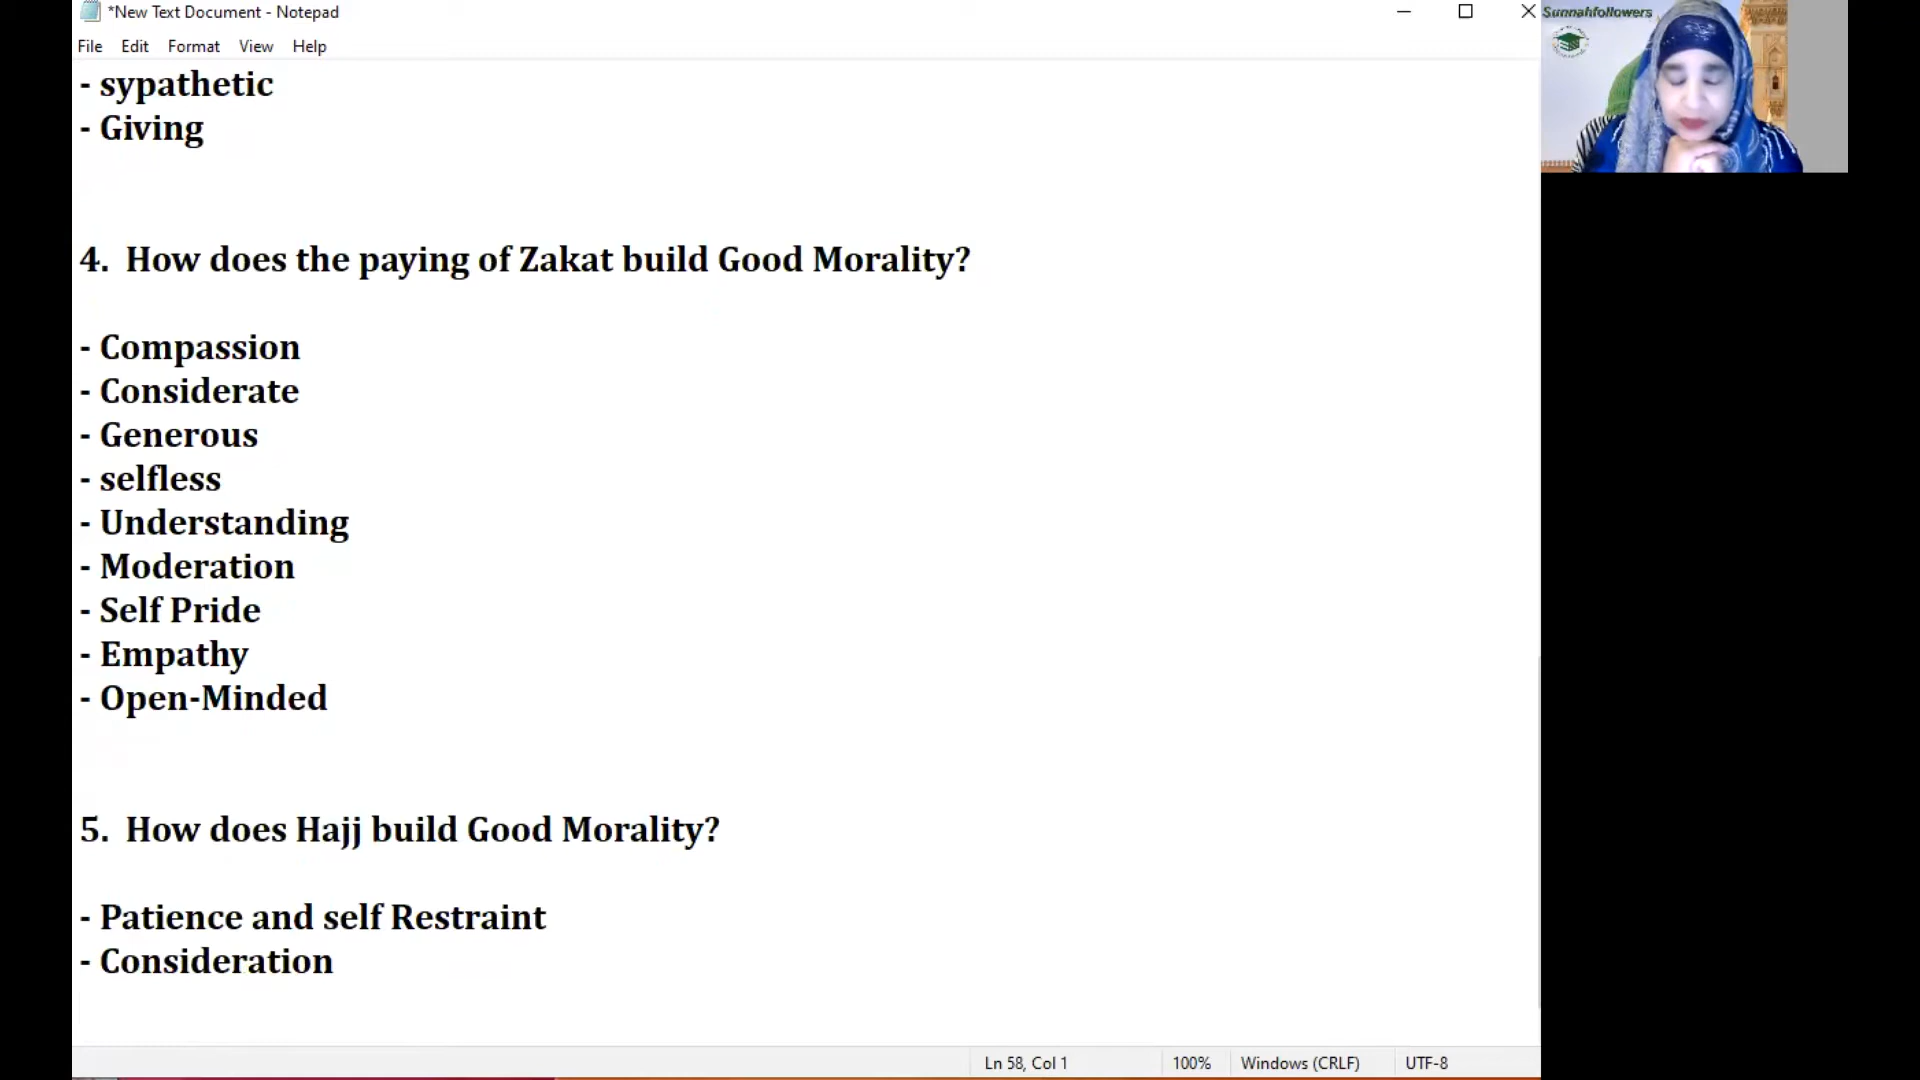 *New Text Document - Notepad
File Edit Format View Help
Sunnahfollowers
- sypathetic
- Giving
4. How does the paying of Zakat build Good Morality?
- Compassion
- Considerate
- Generous
- selfless
- Understanding
- Moderation
- Self Pride
- Empathy
- Open-Minded
5. How does Hajj build Good Morality?
- Patience and self Restraint
- Consideration
Ln 58, Col 1 100% Windows (CRLF) UTF-8